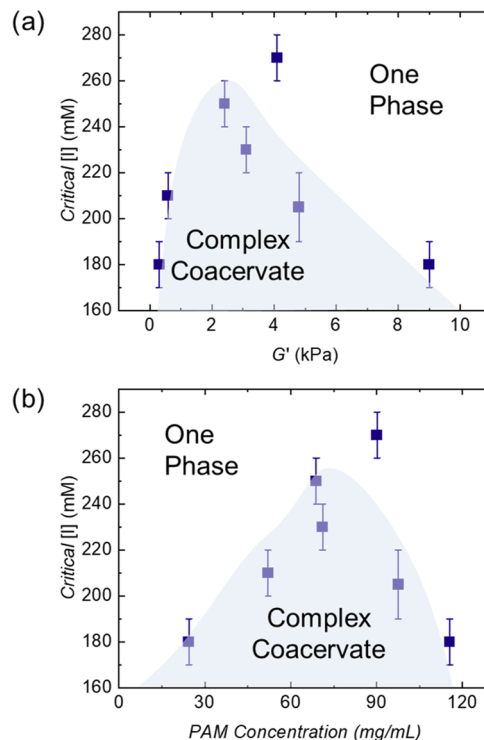 (a)
280
260
240
220
200
180
160
Critical [I] (mM)
One
Phase
Complex
Coacervate
0 2 4 6 8 10
G' (kPa)
(b)
280
260
240
220
200
180
160
Critical [I] (mM)
One
Phase
Complex
Coacervate
0 30 60 90 120
PAM Concentration (mg/mL)